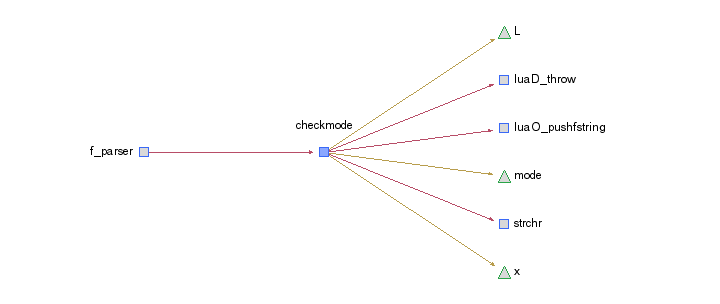 L
luaD_throw
checkmode
luaO_pushfstring
f_parser
mode
strchr
x